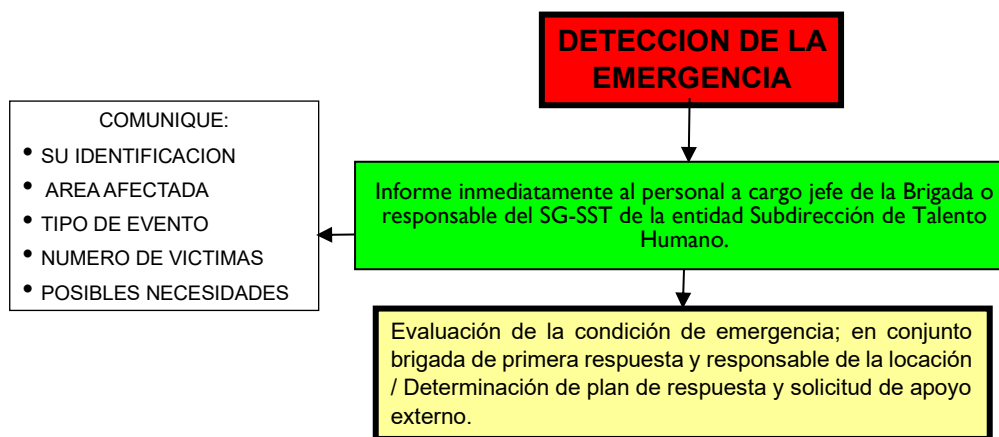 DETECCION DE LA
EMERGENCIA
COMUNIQUE:
• SU IDENTIFICACION
• AREA AFECTADA
• TIPO DE EVENTO
• NUMERO DE VICTIMAS
• POSIBLES NECESIDADES
Informe inmediatamente al personal a cargo jefe de la Brigada o
responsable del SG-SST de la entidad Subdirección de Talento
Humano.
Evaluación de la condición de emergencia; en conjunto
brigada de primera respuesta y responsable de la locación
/ Determinación de plan de respuesta y solicitud de apoyo
externo.